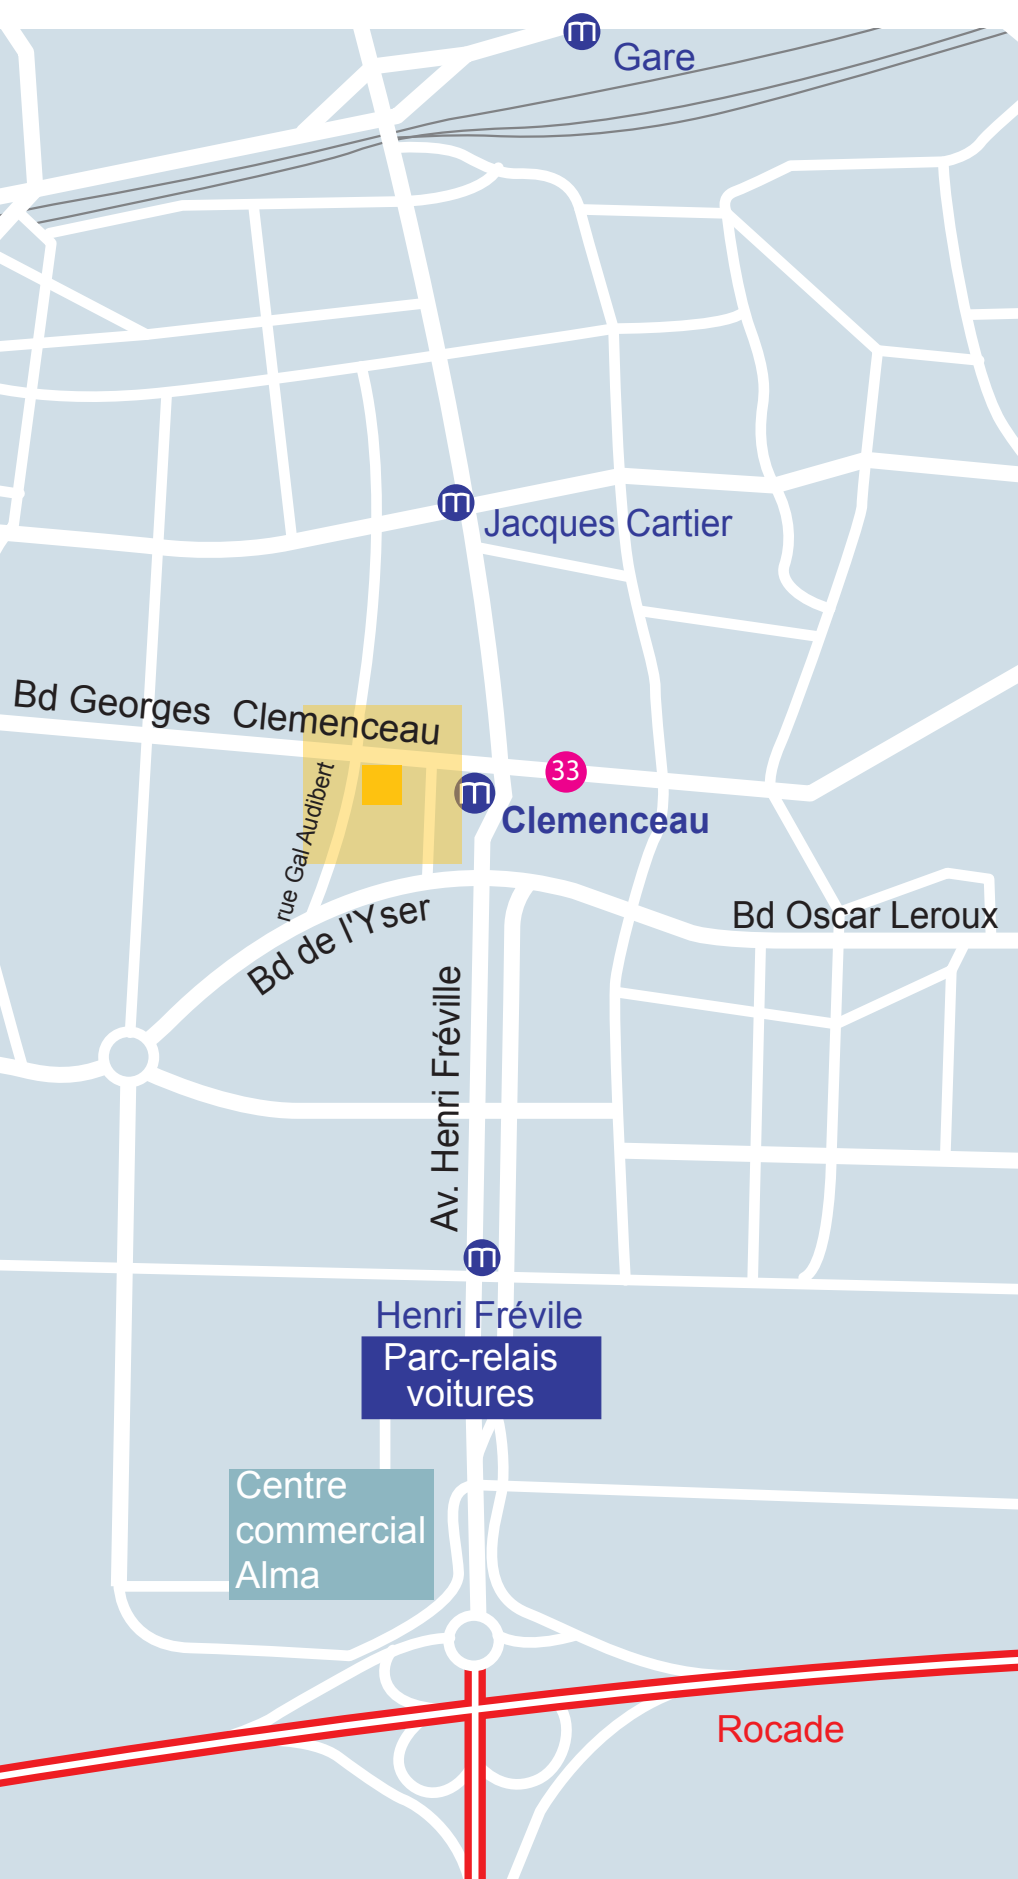 m
Gare
m
Jacques Cartier
Bd Georges Clemenceau
33
m
Clemenceau
rue Gal Audibert
Bd de l'Yser
Bd Oscar Leroux
Av. Henri Fréville
m
Henri Frévile
Parc-relais
voitures
Centre
commercial
Alma
Rocade